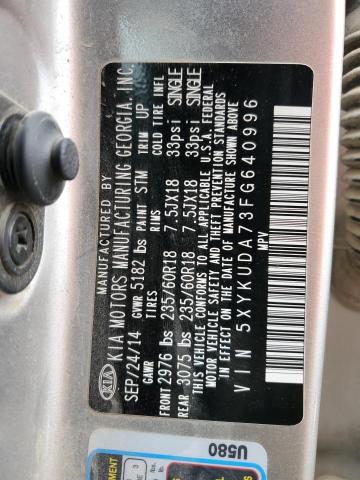 MANUFACTURED BY
KIA KIA MOTORS MANUFACTURING GEORGIA, INC.
SEP/24/14 GVWR 5182 lbs PAINT STM TRIM UP
GAWR TIRES RIMS COLD TIRE INFL
FRONT 2976 lbs 235/60R18 7.5JX18 33psi SINGLE
REAR 3075 lbs 235/60R18 7.5JX18 33psi SINGLE
THIS VEHICLE CONFORMS TO ALL APPLICABLE U.S.A. FEDERAL
MOTOR VEHICLE SAFETY AND THEFT PREVENTION STANDARDS
IN EFFECT ON THE DATE OF MANUFACTURE SHOWN ABOVE
VIN 5XYKUDA73FG640996
MPV
U580